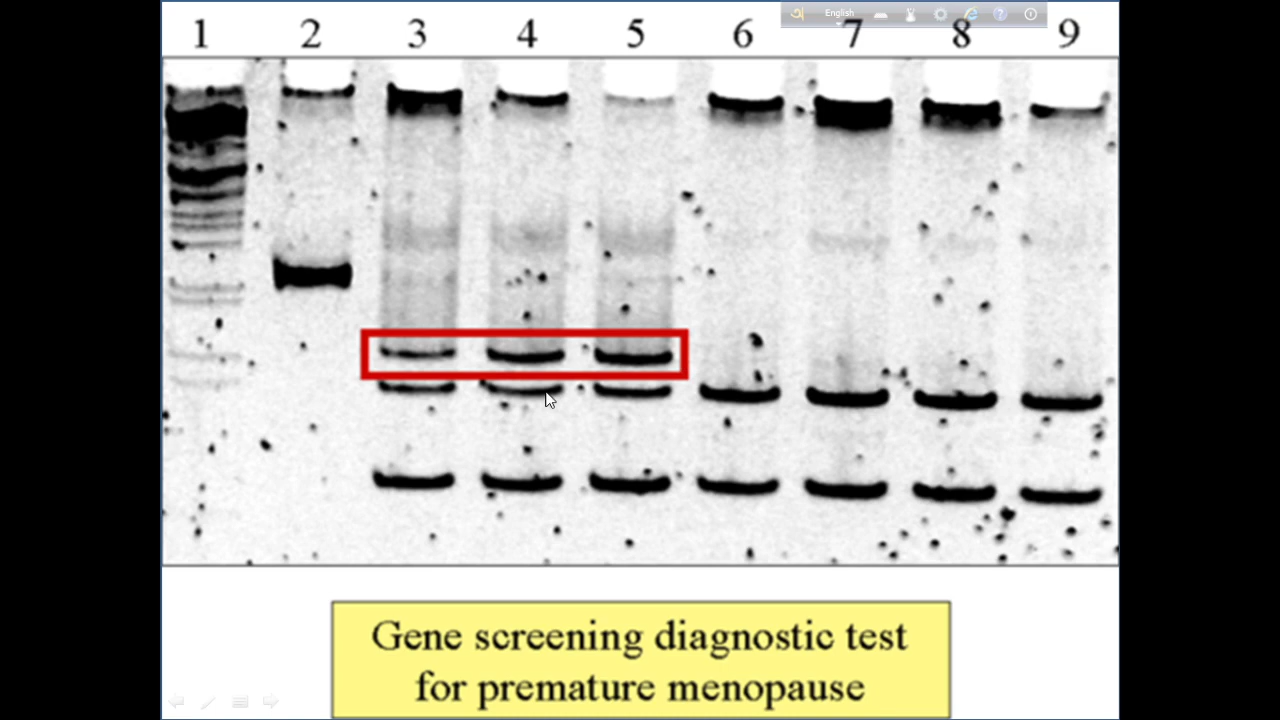 English
1 2 3 4 5 6 7 8 9
Gene screening diagnostic test
for premature menopause